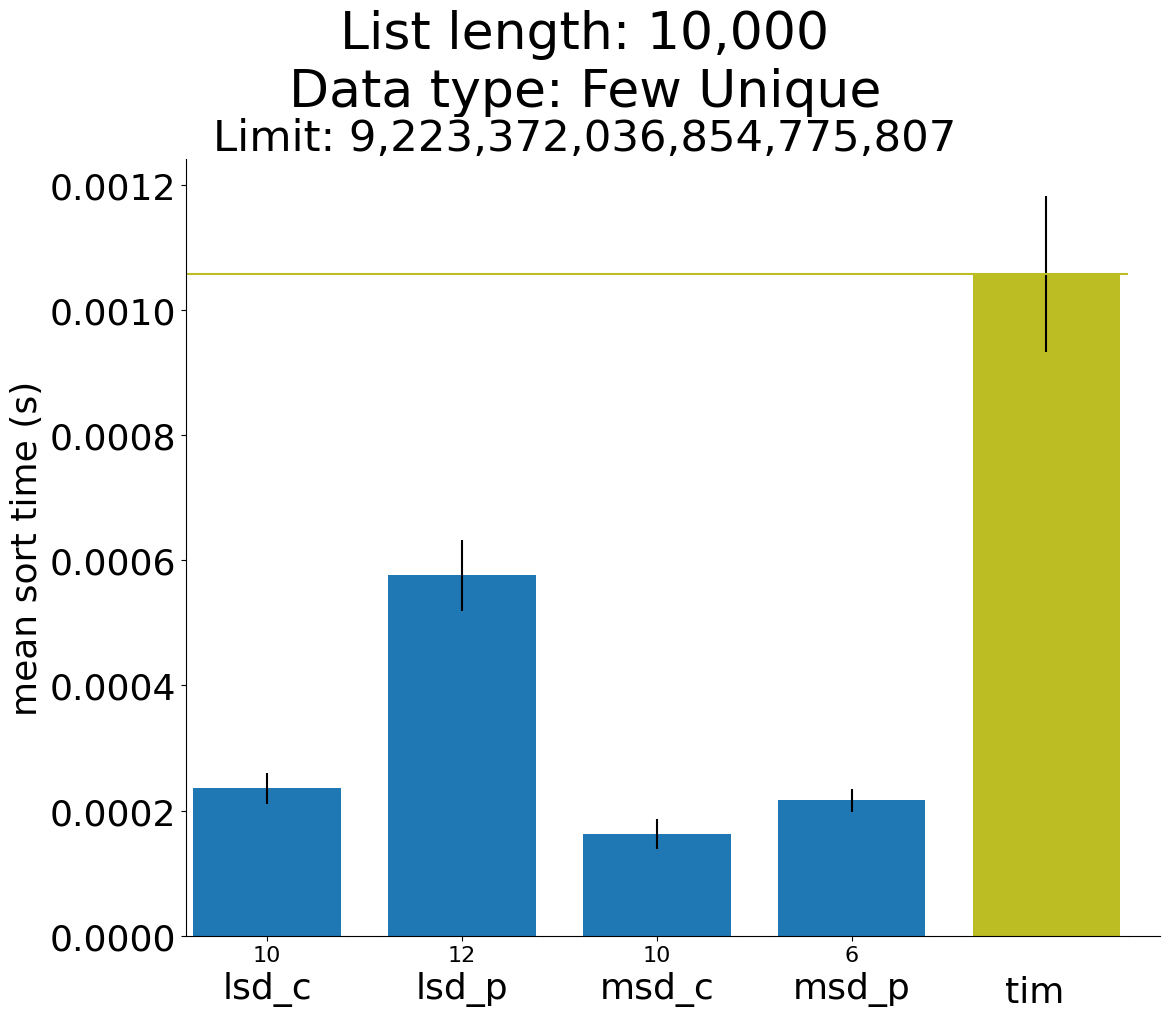 List length: 10,000
Data type: Few Unique
Limit: 9,223,372,036,854,775,807
mean sort time (s)
0.0012
0.0010
0.0008
0.0006
0.0004
0.0002
0.0000
10 12 10 6
lsd_c lsd_p msd_c msd_p tim